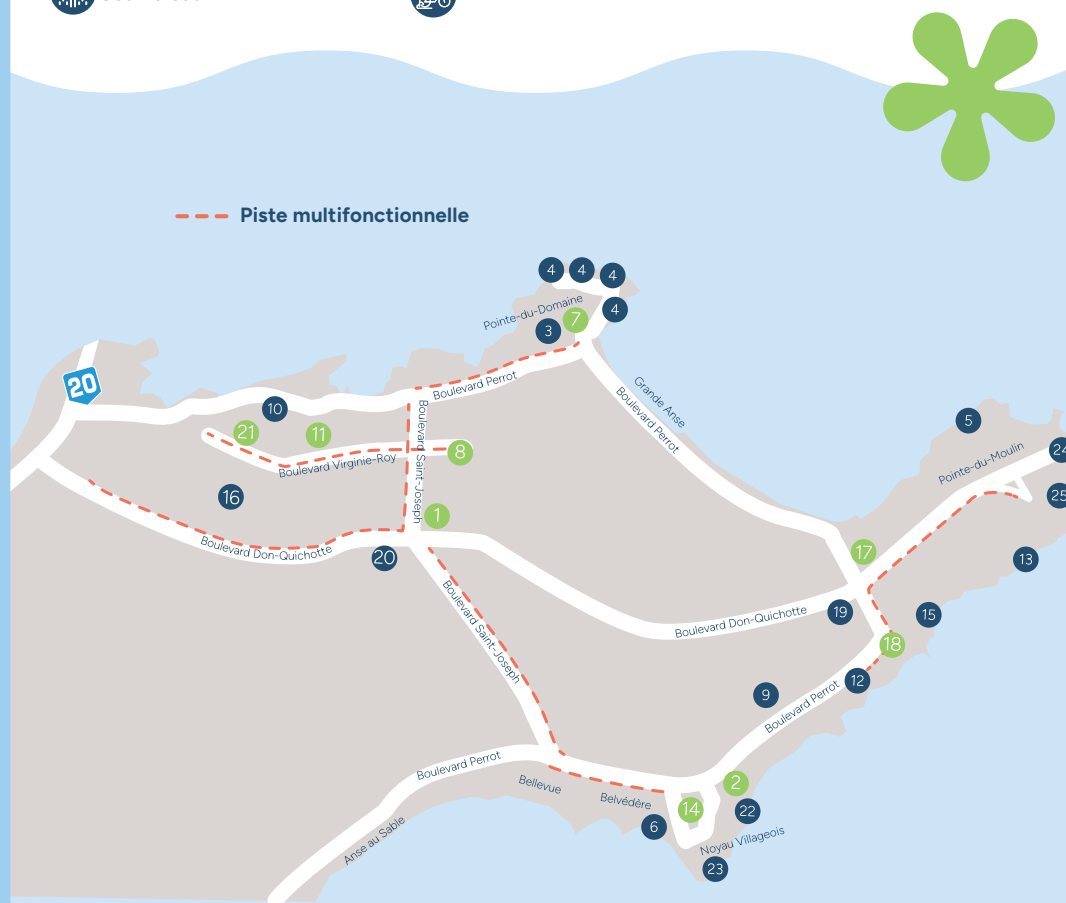 Piste multifonctionnelle
4
4
4
4
Pointe-du-Domaine
7
3
20
Boulevard Perrot
Grande Anse
Boulevard Perrot
10
21
11
Boulevard Saint-Joseph
8
5
Boulevard Virginie-Roy
Pointe-du-Moulin
24
16
25
1
Boulevard Don-Quichotte
20
17
13
Boulevard Saint-Joseph
Boulevard Don-Quichotte
19
15
18
12
9
Boulevard Perrot
Boulevard Perrot
Bellevue
Belvédère
2
14
22
6
Anse au Sable
Noyau Villageois
23